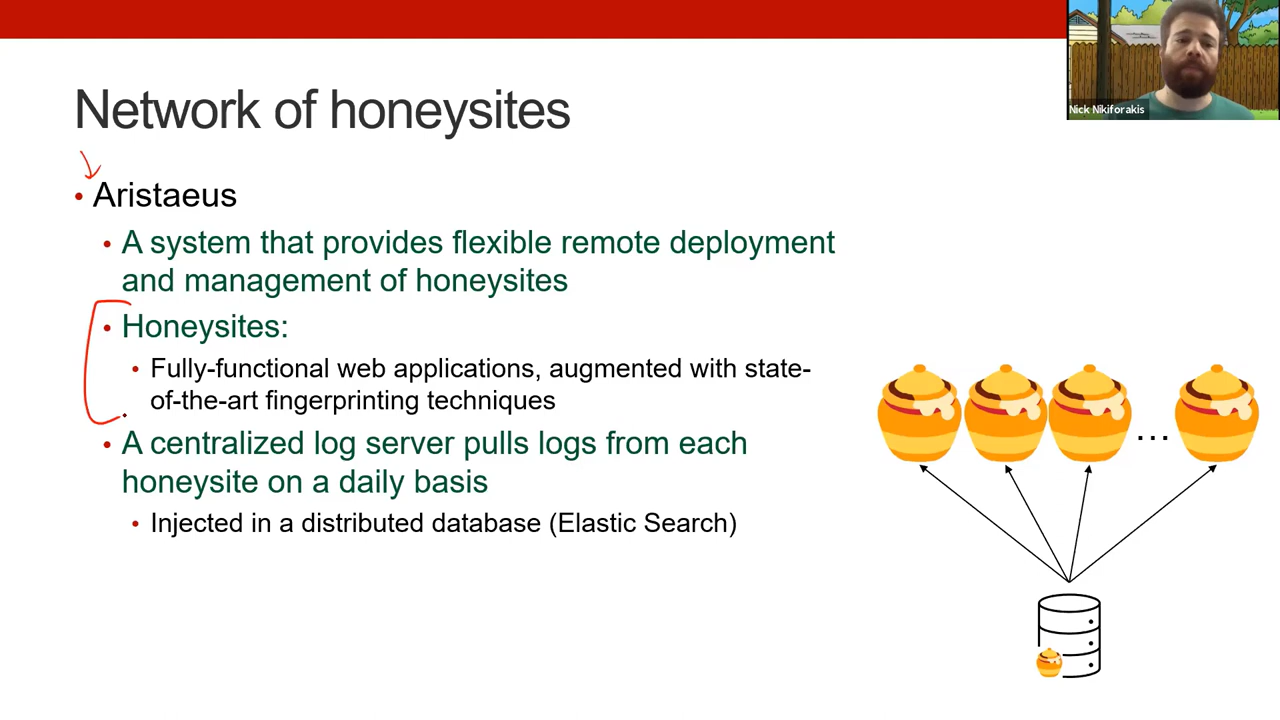 Nick Nikiforakis
Network of honeysites
• Aristaeus
• A system that provides flexible remote deployment
and management of honeysites
• Honeysites:
• Fully-functional web applications, augmented with state-
of-the-art fingerprinting techniques
• A centralized log server pulls logs from each
honeysite on a daily basis
• Injected in a distributed database (Elastic Search)
...